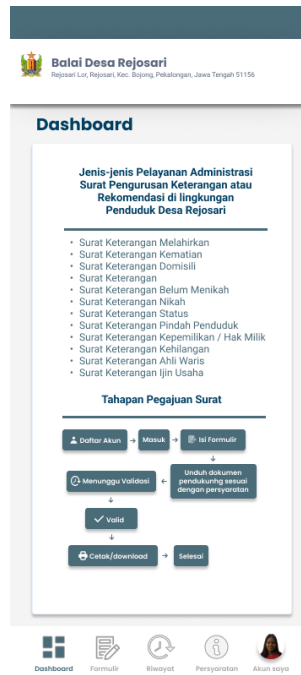 Balai Desa Rejosari
Rejosari Lor, Rejosari, Kec. Bojong, Pekalongan, Jawa Tengah 51156
Dashboard
Jenis-jenis Pelayanan Administrasi
Surat Pengurusan Keterangan atau
Rekomendasi di lingkungan
Penduduk Desa Rejosari
• Surat Keterangan Melahirkan
• Surat Keterangan Kematian
• Surat Keterangan Domisili
• Surat Keterangan
• Surat Keterangan Belum Menikah
• Surat Keterangan Nikah
• Surat Keterangan Status
• Surat Keterangan Pindah Penduduk
• Surat Keterangan Kepemilikan / Hak Milik
• Surat Keterangan Kehilangan
• Surat Keterangan Ahli Waris
• Surat Keterangan Ijin Usaha
Tahapan Pegajuan Surat
Daftar Akun → Masuk → Isi Formulir
↓
Unduh dokumen
pendukunhg sesuai
dengan persyaratan
← Menunggu Validasi
↓
Valid
↓
Cetak/download → Selesai
Dashboard Formulir Riwayat Persyaratan Akun saya